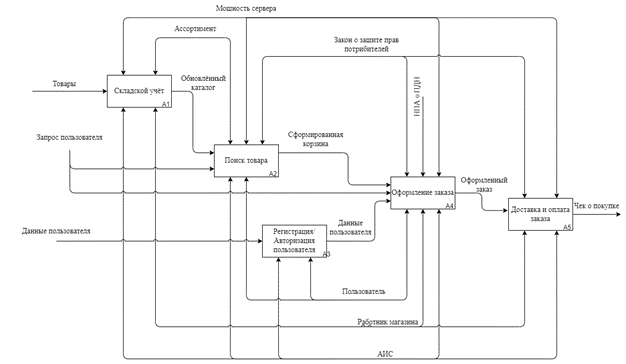 Мощность сервера
Ассортимент
Закон о защите прав
потребителей
Обновлённый
каталог
Товары
Складской учёт
A1
НПА о ПДН
Запрос пользователя
Сформированная
корзина
Поиск товара
A2
Оформление заказа
A4
Оформленный
заказ
Доставка и оплата
заказа
A5
Чек о покупке
Данные пользователя
Регистрация/
Авторизация
пользователя
A3
Данные
пользователя
Пользователь
Работник магазина
АИС